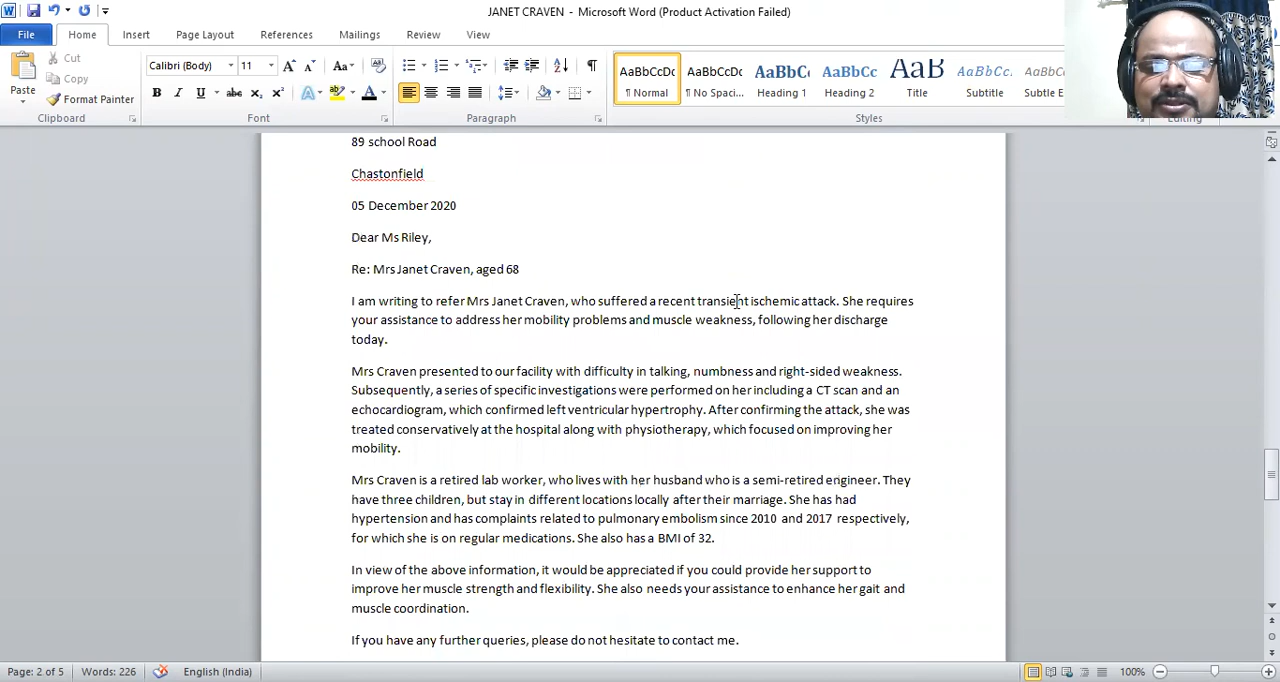 JANET CRAVEN - Microsoft Word (Product Activation Failed)
File Home Insert Page Layout References Mailings Review View
Cut
Copy
Format Painter
Paste
Clipboard
Calibri (Body) 11
Font
Paragraph
AaBbCcDc AaBbCcDc AaBbC AaBbCc AaB AaBbCc. AaBbCc
¶ Normal ¶ No Spaci... Heading 1 Heading 2 Title Subtitle Subtle E
Styles
89 school Road
Chastonfield
05 December 2020
Dear Ms Riley,
Re: Mrs Janet Craven, aged 68
I am writing to refer Mrs Janet Craven, who suffered a recent transient ischemic attack. She requires
your assistance to address her mobility problems and muscle weakness, following her discharge
today.
Mrs Craven presented to our facility with difficulty in talking, numbness and right-sided weakness.
Subsequently, a series of specific investigations were performed on her including a CT scan and an
echocardiogram, which confirmed left ventricular hypertrophy. After confirming the attack, she was
treated conservatively at the hospital along with physiotherapy, which focused on improving her
mobility.
Mrs Craven is a retired lab worker, who lives with her husband who is a semi-retired engineer. They
have three children, but stay in different locations locally after their marriage. She has had
hypertension and has complaints related to pulmonary embolism since 2010 and 2017 respectively,
for which she is on regular medications. She also has a BMI of 32.
In view of the above information, it would be appreciated if you could provide her support to
improve her muscle strength and flexibility. She also needs your assistance to enhance her gait and
muscle coordination.
If you have any further queries, please do not hesitate to contact me.
Page: 2 of 5 Words: 226 English (India) 100%